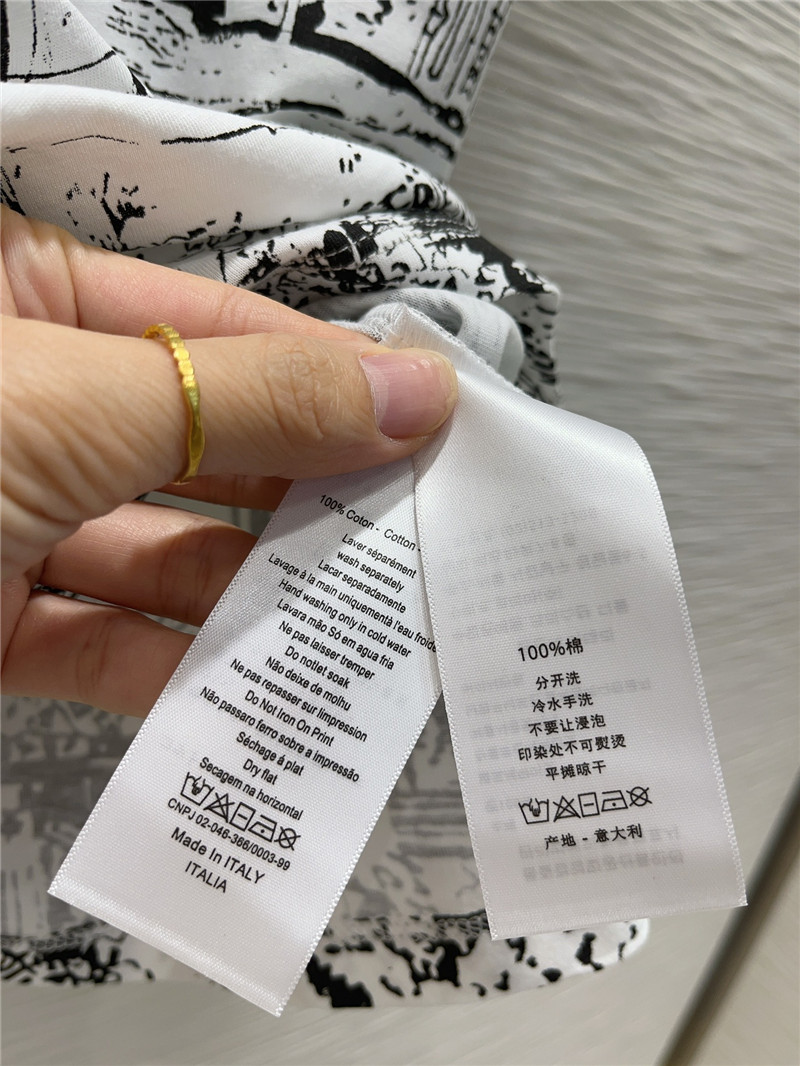 100% Coton - Cotton -
Laver séparément
wash separately
Lacar separadamente
Lavage à la main uniquementà l'eau froide
Hand washing only in cold water
Lavara mão Só em agua fria
Ne pas laisser tremper
Do notlet soak
Não deixe de molhu
Ne pas repasser sur limpression
Do Not Iron On Print
Não passaro ferro sobre a impressão
Séchage á plat
Dry flat
Secagem na horizontal
CNPJ 02-046-366/0003-99
Made In ITALY
ITALIA
100%棉
分开洗
冷水手洗
不要让浸泡
印染处不可熨烫
平摊晾干
产地 - 意大利